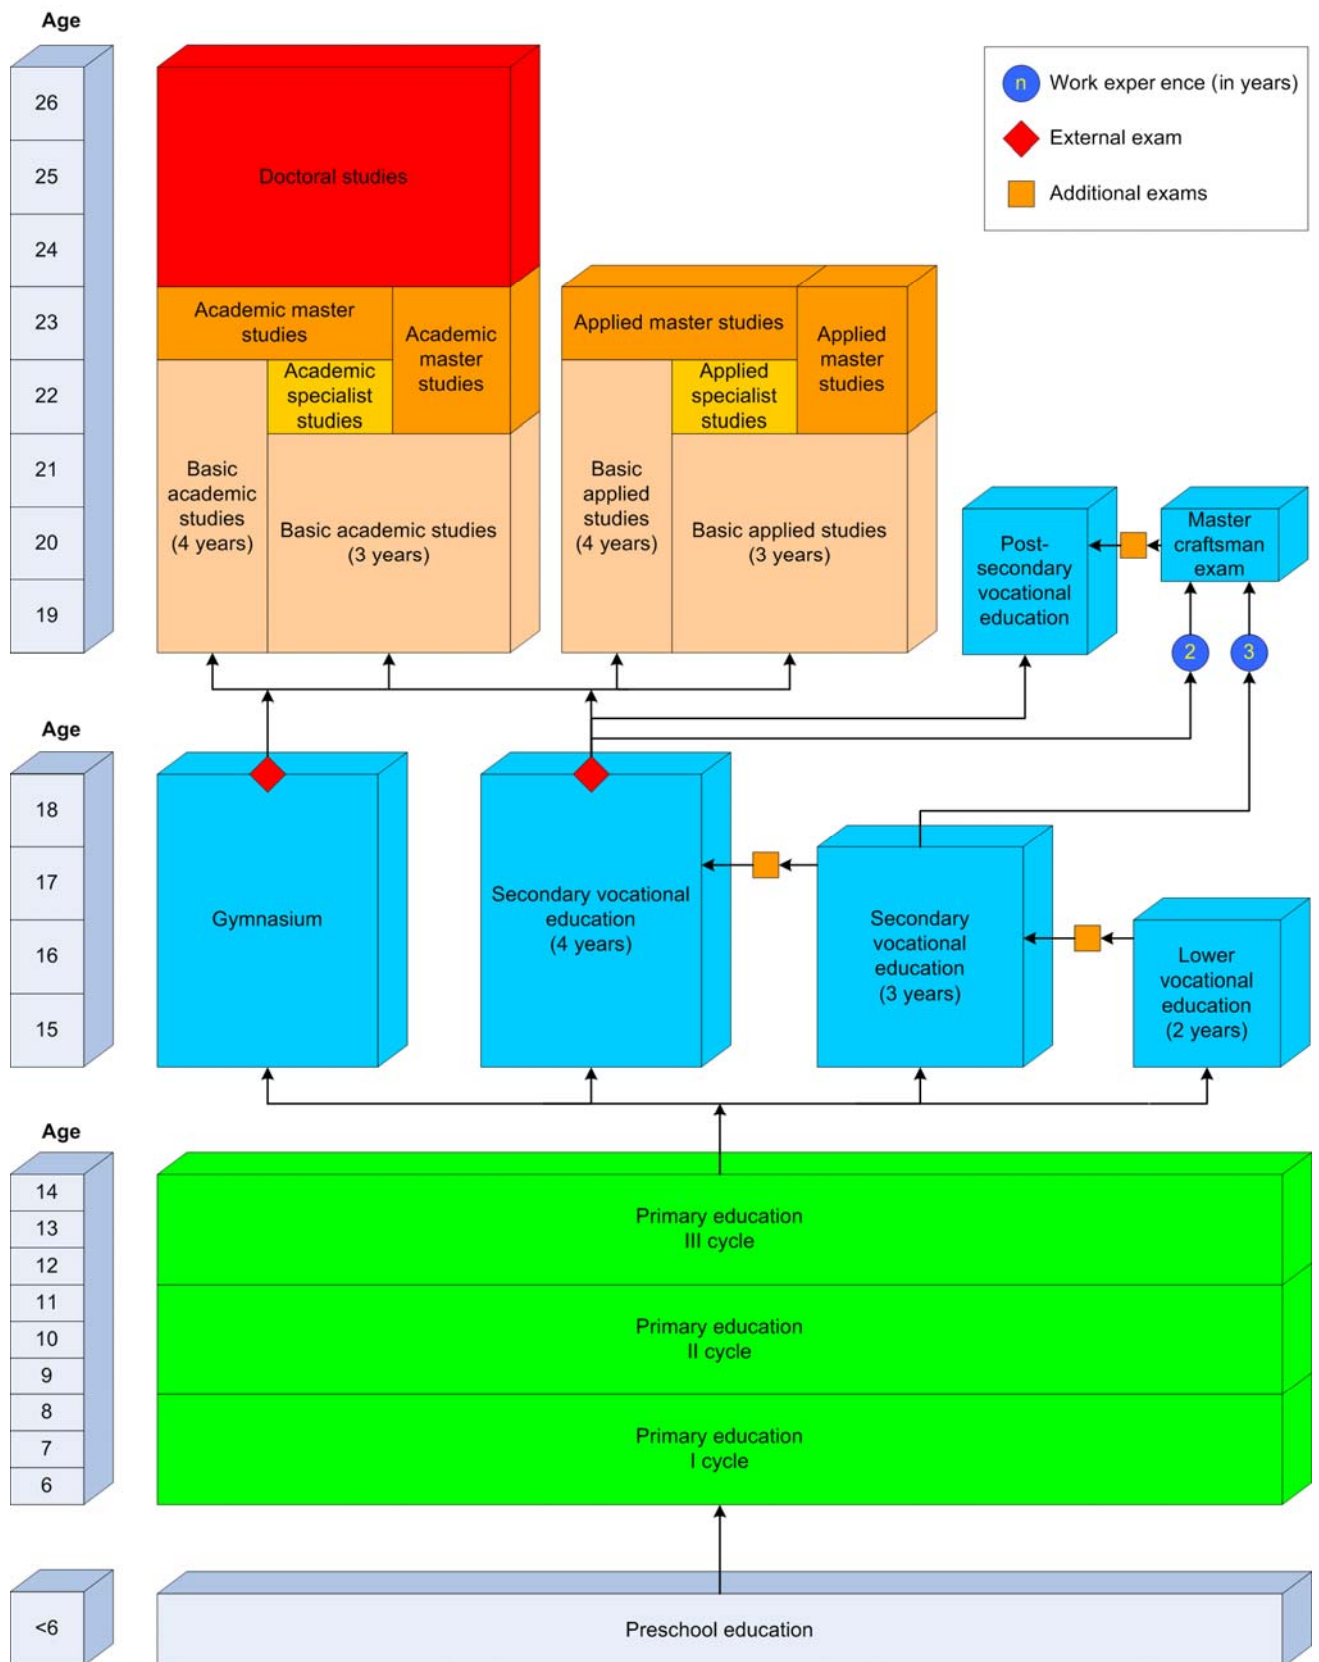 Age
26
25
24
23
22
21
20
19
Doctoral studies
Academic master
studies
Academic
master
studies
Academic
specialist
studies
Basic
academic
studies
(4 years)
Basic academic studies
(3 years)
Applied master studies
Applied
master
studies
Applied
specialist
studies
Basic
applied
studies
(4 years)
Basic applied studies
(3 years)
n
Work exper ence (in years)
External exam
Additional exams
Post-
secondary
vocational
education
Master
craftsman
exam
2
3
Age
18
17
16
15
Gymnasium
Secondary vocational
education
(4 years)
Secondary
vocational
education
(3 years)
Lower
vocational
education
(2 years)
Age
14
13
12
11
10
9
8
7
6
Primary education
III cycle
Primary education
II cycle
Primary education
I cycle
<6
Preschool education